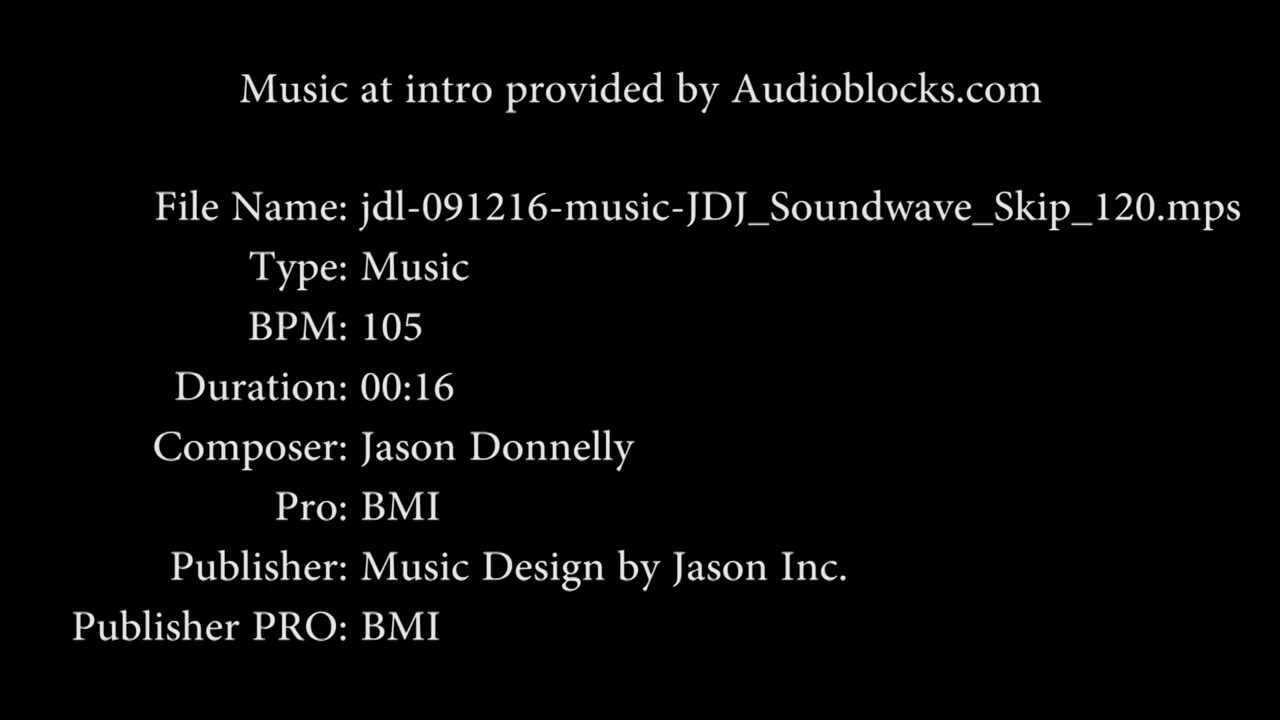 Music at intro provided by Audioblocks.com
File Name: jdl-091216-music-JDJ_Soundwave_Skip_120.mps
Type: Music
BPM: 105
Duration: 00:16
Composer: Jason Donnelly
Pro: BMI
Publisher: Music Design by Jason Inc.
Publisher PRO: BMI